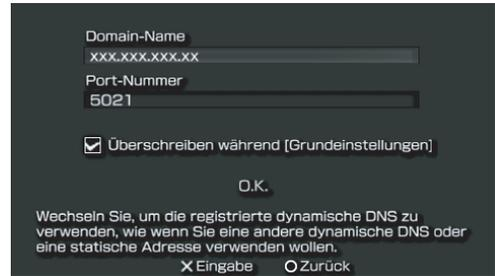 Domain-Name
xxx.xxx.xxx.xx
Port-Nummer
5021
Überschreiben während [Grundeinstellungen]
O.K.
Wechseln Sie, um die registrierte dynamische DNS zu
verwenden, wie wenn Sie eine andere dynamische DNS oder
eine statische Adresse verwenden wollen.
✕Eingabe ○Zurück